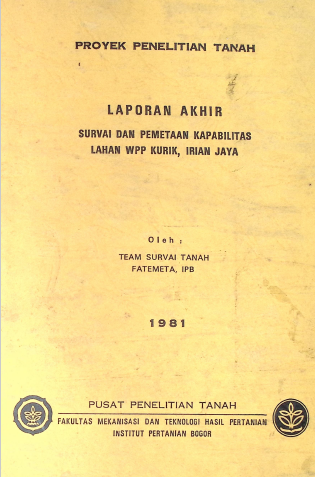 PROYEK PENELITIAN TANAH
LAPORAN AKHIR
SURVAI DAN PEMETAAN KAPABILITAS
LAHAN WPP KURIK, IRIAN JAYA
Oleh :
TEAM SURVAI TANAH
FATEMETA, IPB
1981
PUSAT PENELITIAN TANAH
FAKULTAS MEKANISASI DAN TEKNOLOGI HASIL PERTANIAN
INSTITUT PERTANIAN BOGOR